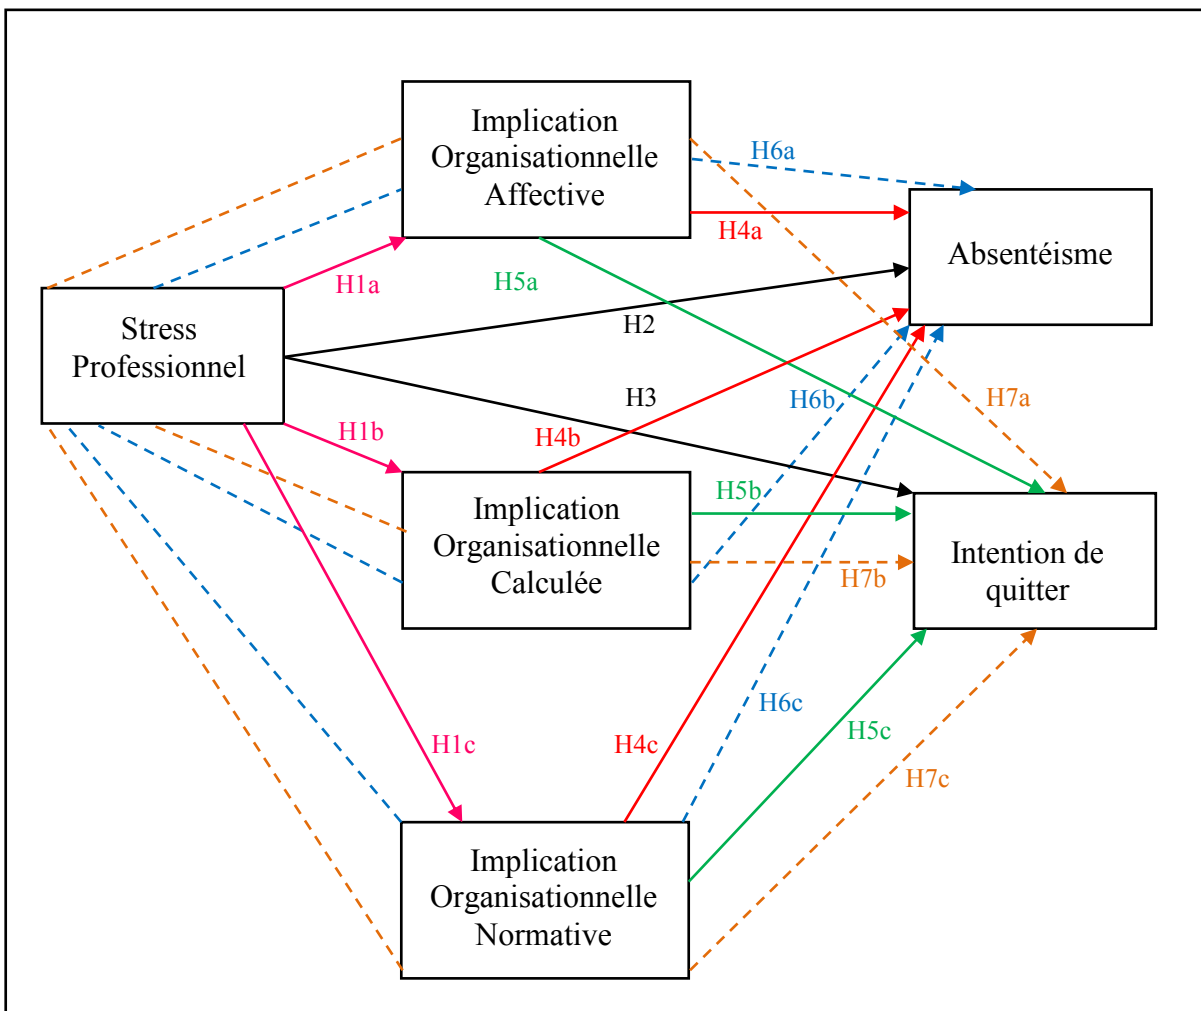 Implication
Organisationnelle
Affective
H6a
H4a
Absentéisme
H1a
H5a
Stress
Professionnel
H2
H3
H6b
H7a
H1b
H4b
H5b
Implication
Organisationnelle
Calculée
H7b
Intention de
quitter
H1c
H4c
H6c
H5c
H7c
Implication
Organisationnelle
Normative